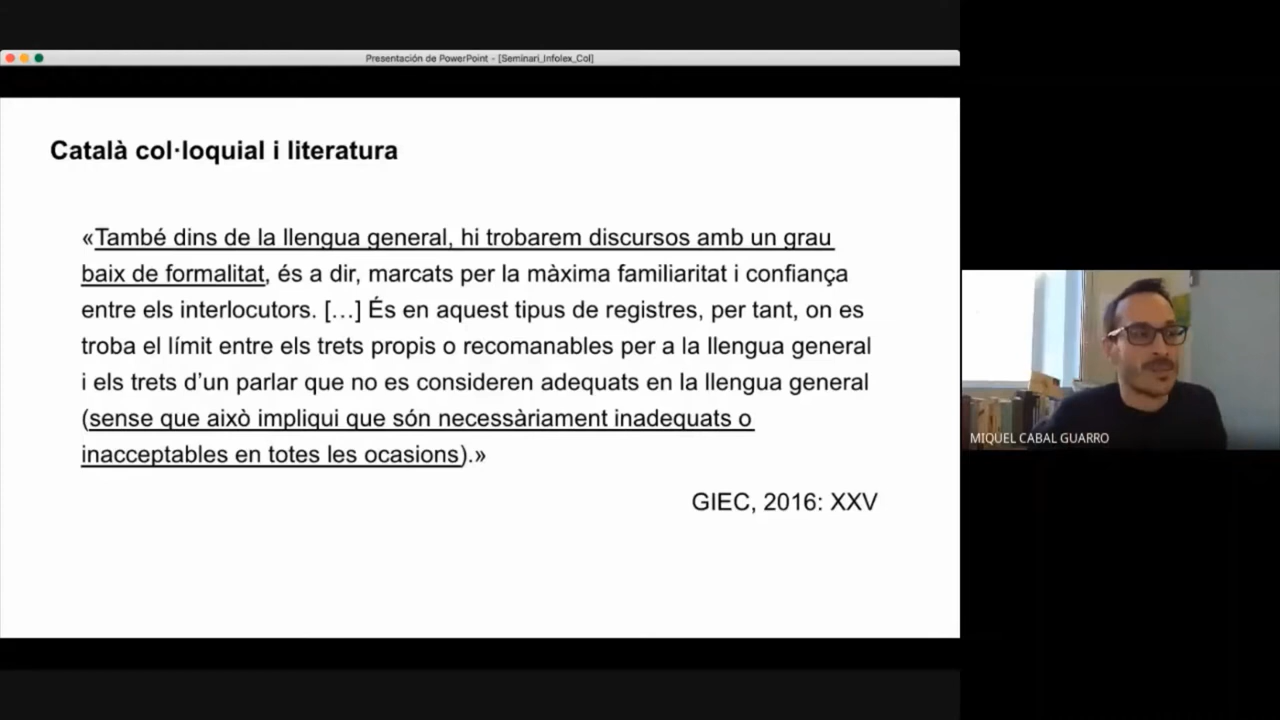 Presentación de PowerPoint - [Seminari_Infolex_Col]
Català col·loquial i literatura
«També dins de la llengua general, hi trobarem discursos amb un grau
baix de formalitat, és a dir, marcats per la màxima familiaritat i confiança
entre els interlocutors. […] És en aquest tipus de registres, per tant, on es
troba el límit entre els trets propis o recomanables per a la llengua general
i els trets d’un parlar que no es consideren adequats en la llengua general
(sense que això impliqui que són necessàriament inadequats o
inacceptables en totes les ocasions).»
GIEC, 2016: XXV
MIQUEL CABAL GUARRO